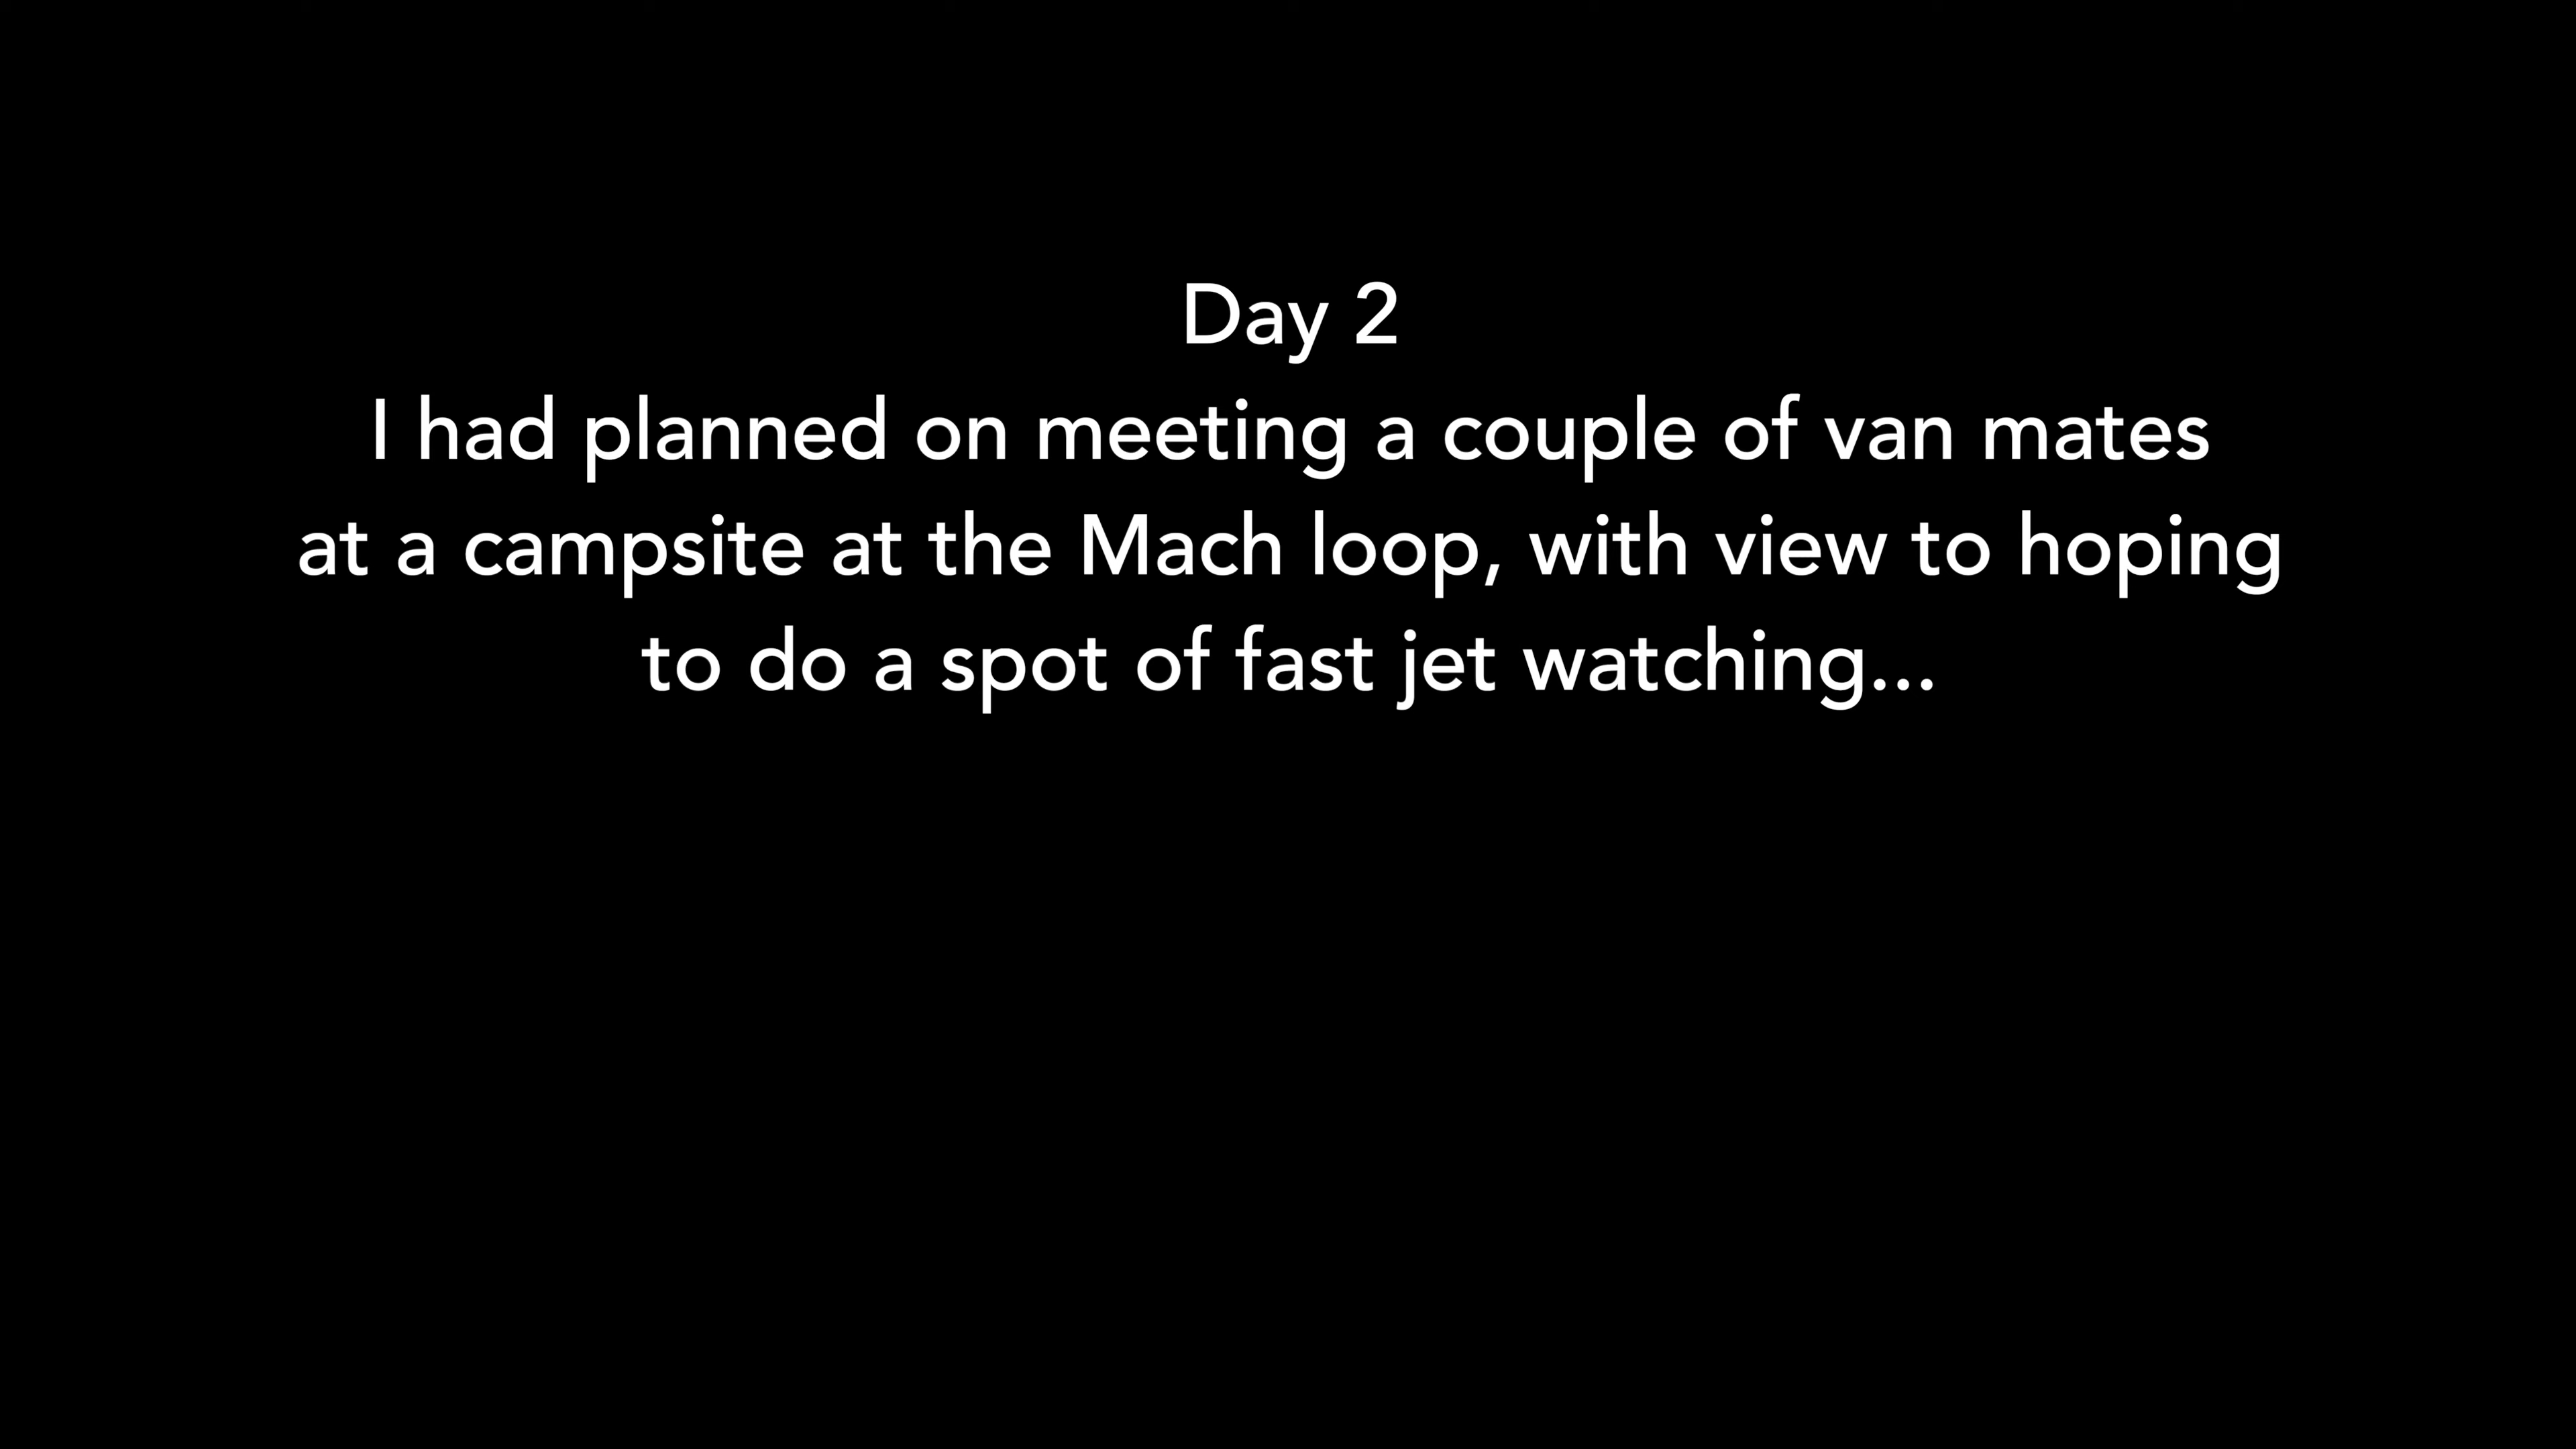 Day 2
I had planned on meeting a couple of van mates
at a campsite at the Mach loop, with view to hoping
to do a spot of fast jet watching...